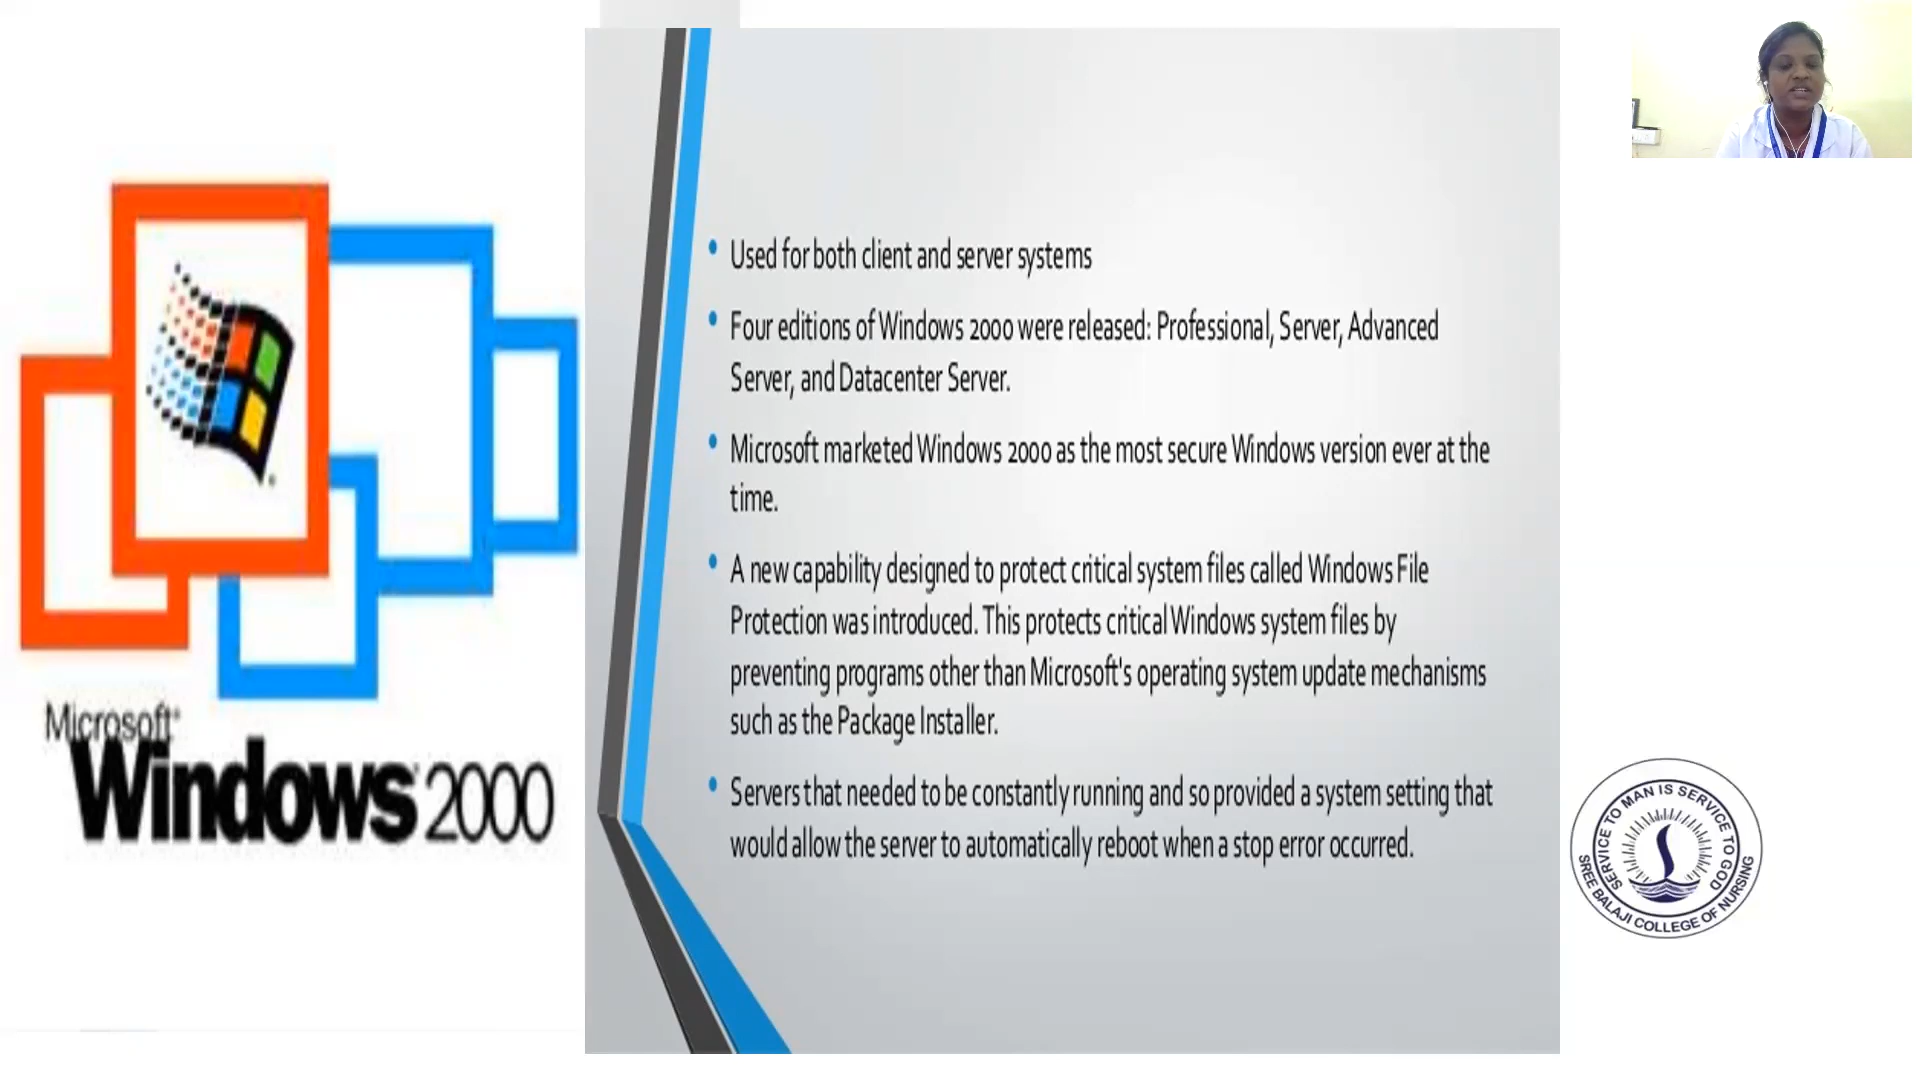 Microsoft®
Windows 2000
• Used for both client and server systems
• Four editions of Windows 2000 were released: Professional, Server, Advanced
Server, and Datacenter Server.
• Microsoft marketed Windows 2000 as the most secure Windows version ever at the
time.
• A new capability designed to protect critical system files called Windows File
Protection was introduced. This protects critical Windows system files by
preventing programs other than Microsoft's operating system update mechanisms
such as the Package Installer.
• Servers that needed to be constantly running and so provided a system setting that
would allow the server to automatically reboot when a stop error occurred.
SERVICE TO MAN IS SERVICE TO GOD
SREE BALAJI COLLEGE OF NURSING